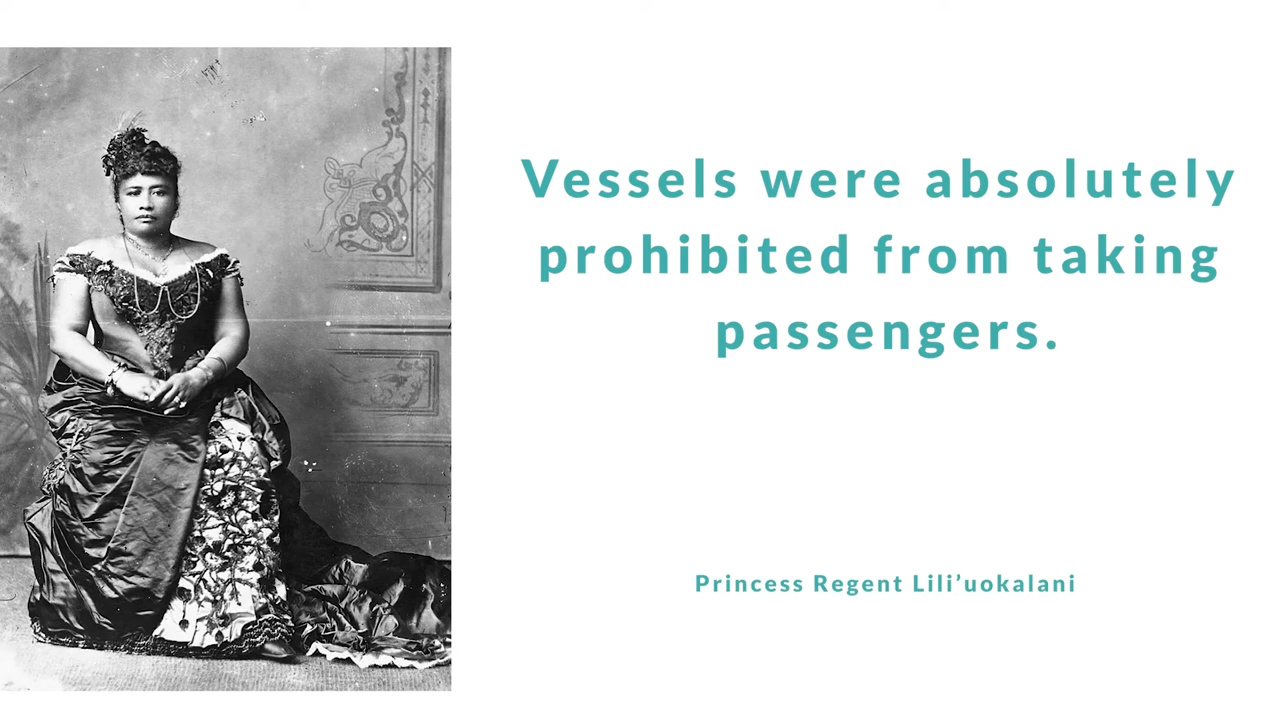 Vessels were absolutely
prohibited from taking
passengers.
Princess Regent Lili’uokalani